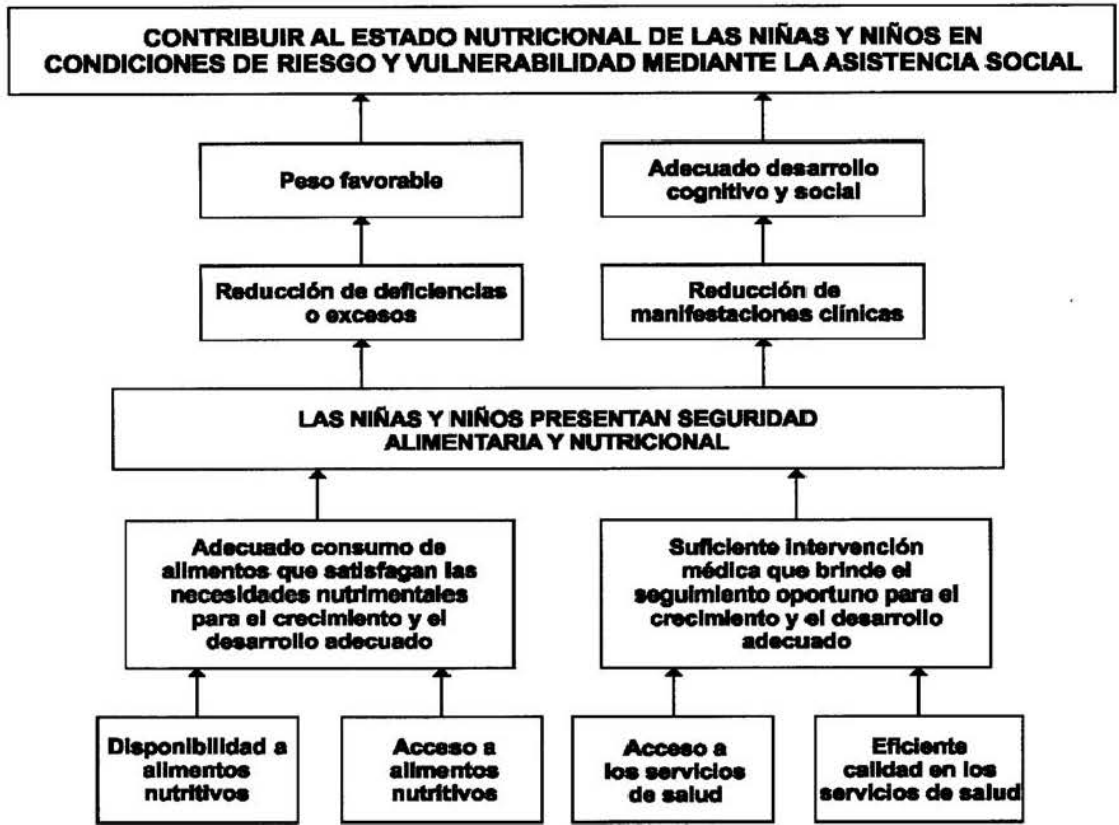 CONTRIBUIR AL ESTADO NUTRICIONAL DE LAS NIÑAS Y NIÑOS EN
CONDICIONES DE RIESGO Y VULNERABILIDAD MEDIANTE LA ASISTENCIA SOCIAL
Peso favorable
Adecuado desarrollo
cognitivo y social
Reducción de deficiencias
o excesos
Reducción de
manifestaciones clínicas
LAS NIÑAS Y NIÑOS PRESENTAN SEGURIDAD
ALIMENTARIA Y NUTRICIONAL
Adecuado consumo de
alimentos que satisfagan las
necesidades nutrimentales
para el crecimiento y el
desarrollo adecuado
Suficiente intervención
médica que brinde el
seguimiento oportuno para el
crecimiento y el desarrollo
adecuado
Disponibilidad a
alimentos
nutritivos
Acceso a
alimentos
nutritivos
Acceso a
los servicios
de salud
Eficiente
calidad en los
servicios de salud